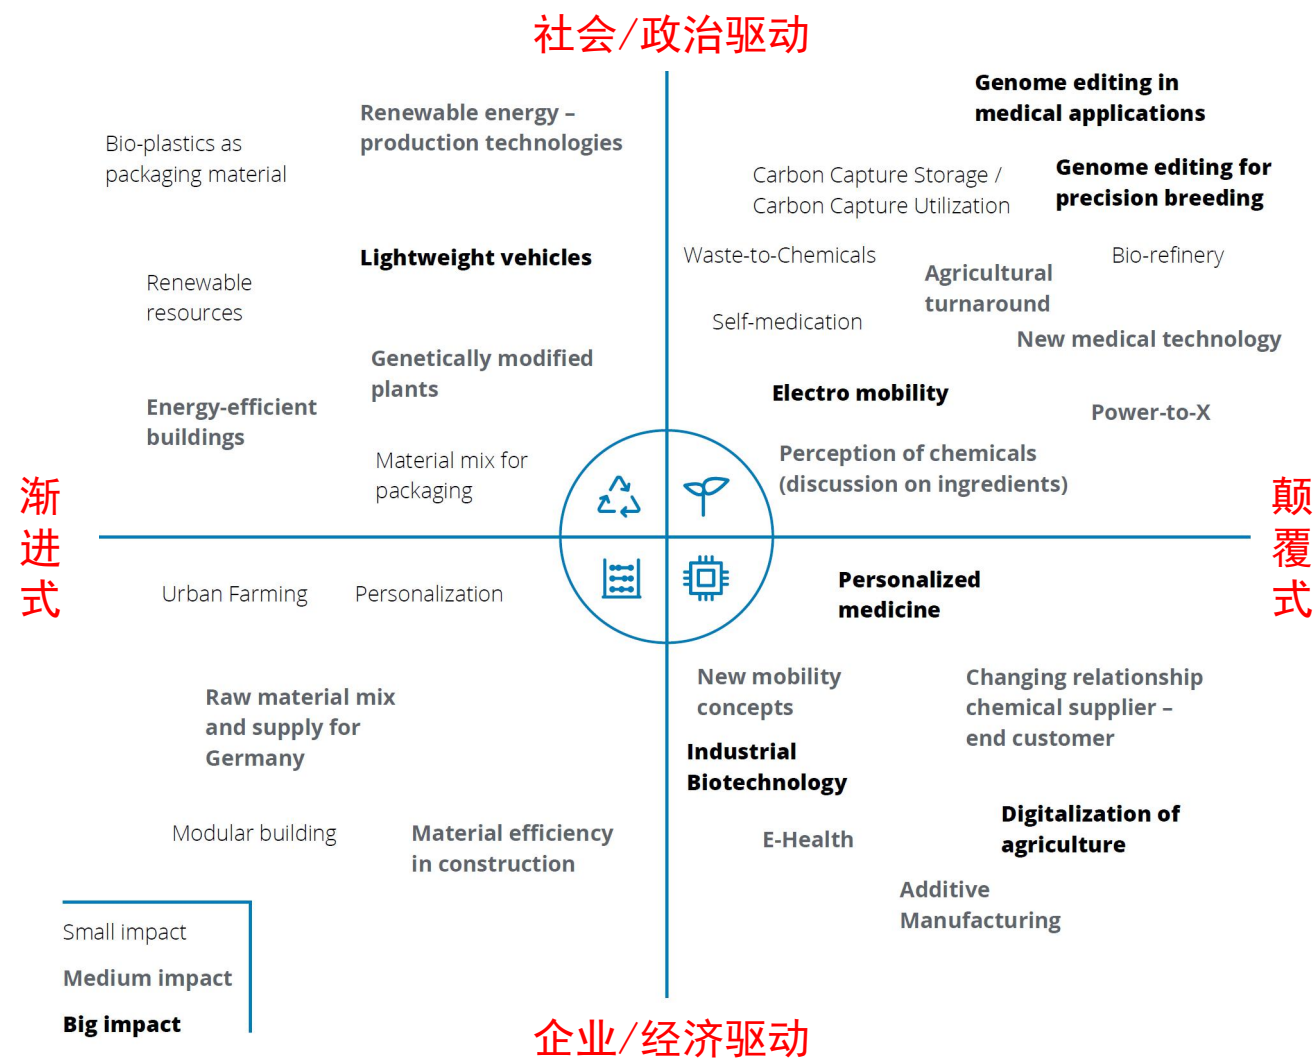 社会/政治驱动
Renewable energy –
production technologies
Bio-plastics as
packaging material
Lightweight vehicles
Renewable
resources
Genetically modified
plants
Energy-efficient
buildings
Material mix for
packaging
Genome editing in
medical applications
Genome editing for
precision breeding
Carbon Capture Storage /
Carbon Capture Utilization
Waste-to-Chemicals
Agricultural
turnaround
Bio-refinery
Self-medication
New medical technology
Electro mobility
Power-to-X
Perception of chemicals
(discussion on ingredients)
渐
进
式
颠
覆
式
Urban Farming
Personalization
Raw material mix
and supply for
Germany
Modular building
Material efficiency
in construction
Personalized
medicine
New mobility
concepts
Changing relationship
chemical supplier –
end customer
Industrial
Biotechnology
Digitalization of
agriculture
E-Health
Additive
Manufacturing
Small impact
Medium impact
Big impact
企业/经济驱动